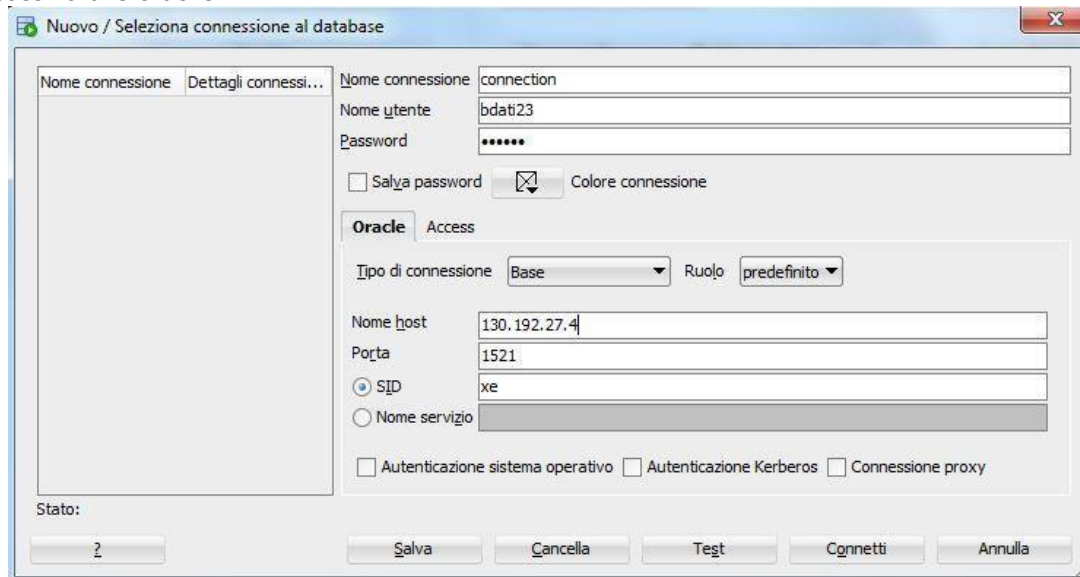 Nuovo / Seleziona connessione al database
Nome connessione Dettagli connessi...
Nome connessione connection
Nome utente bdati23
Password ••••••
Salva password Colore connessione
Oracle Access
Tipo di connessione Base Ruolo predefinito
Nome host 130.192.27.4
Porta 1521
SID xe
Nome servizio
Autenticazione sistema operativo Autenticazione Kerberos Connessione proxy
Stato:
? Salva Cancella Test Connetti Annulla